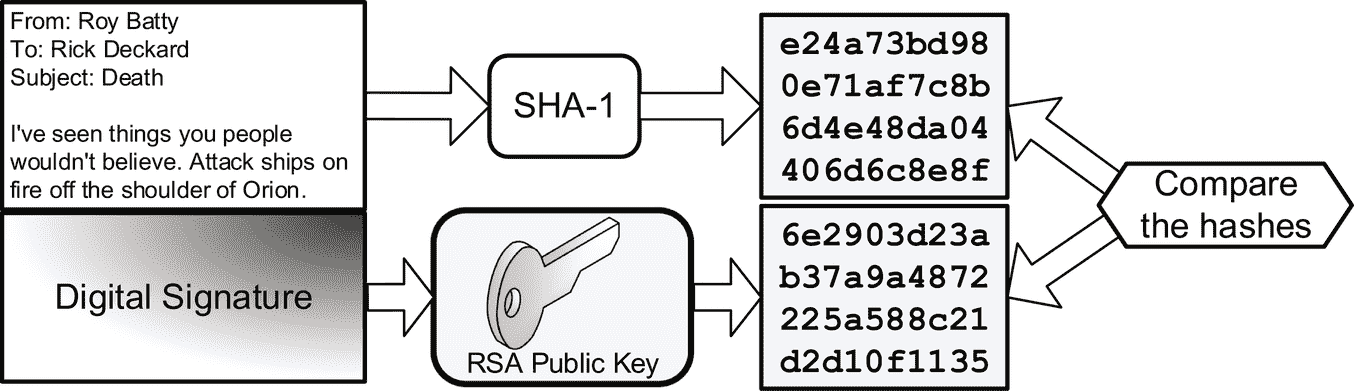 From: Roy Batty
To: Rick Deckard
Subject: Death
I've seen things you people
wouldn't believe. Attack ships on
fire off the shoulder of Orion.
SHA-1
e24a73bd98
0e71af7c8b
6d4e48da04
406d6c8e8f
Compare
the hashes
Digital Signature
RSA Public Key
6e2903d23a
b37a9a4872
225a588c21
d2d10f1135